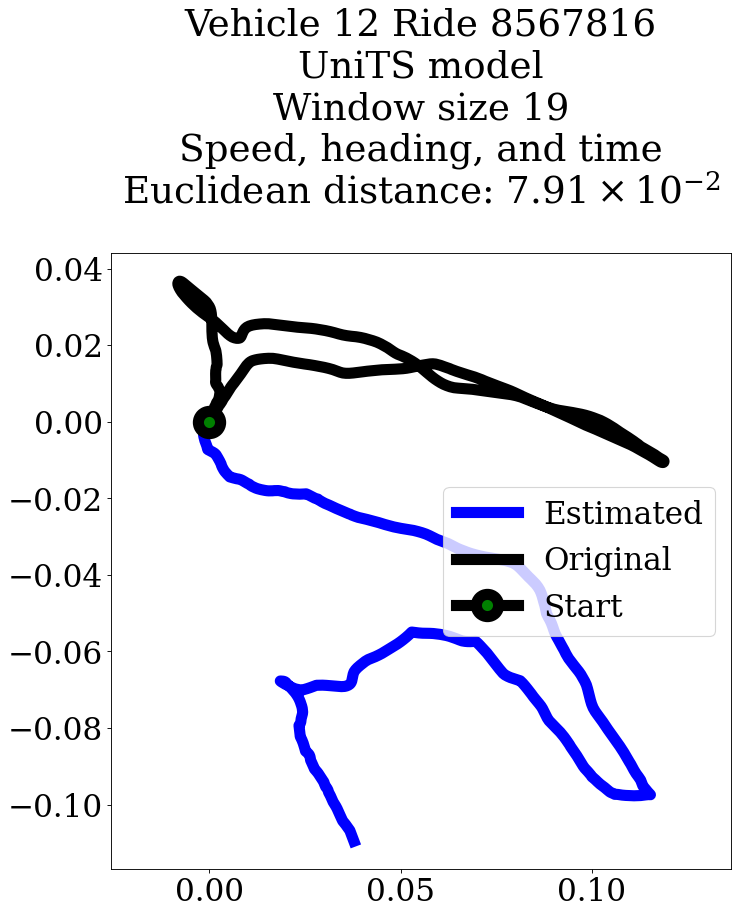 Vehicle 12 Ride 8567816
UniTS model
Window size 19
Speed, heading, and time
Euclidean distance: 7.91 × 10⁻²
0.04
0.02
0.00
−0.02
−0.04
−0.06
−0.08
−0.10
Estimated
Original
Start
0.00 0.05 0.10